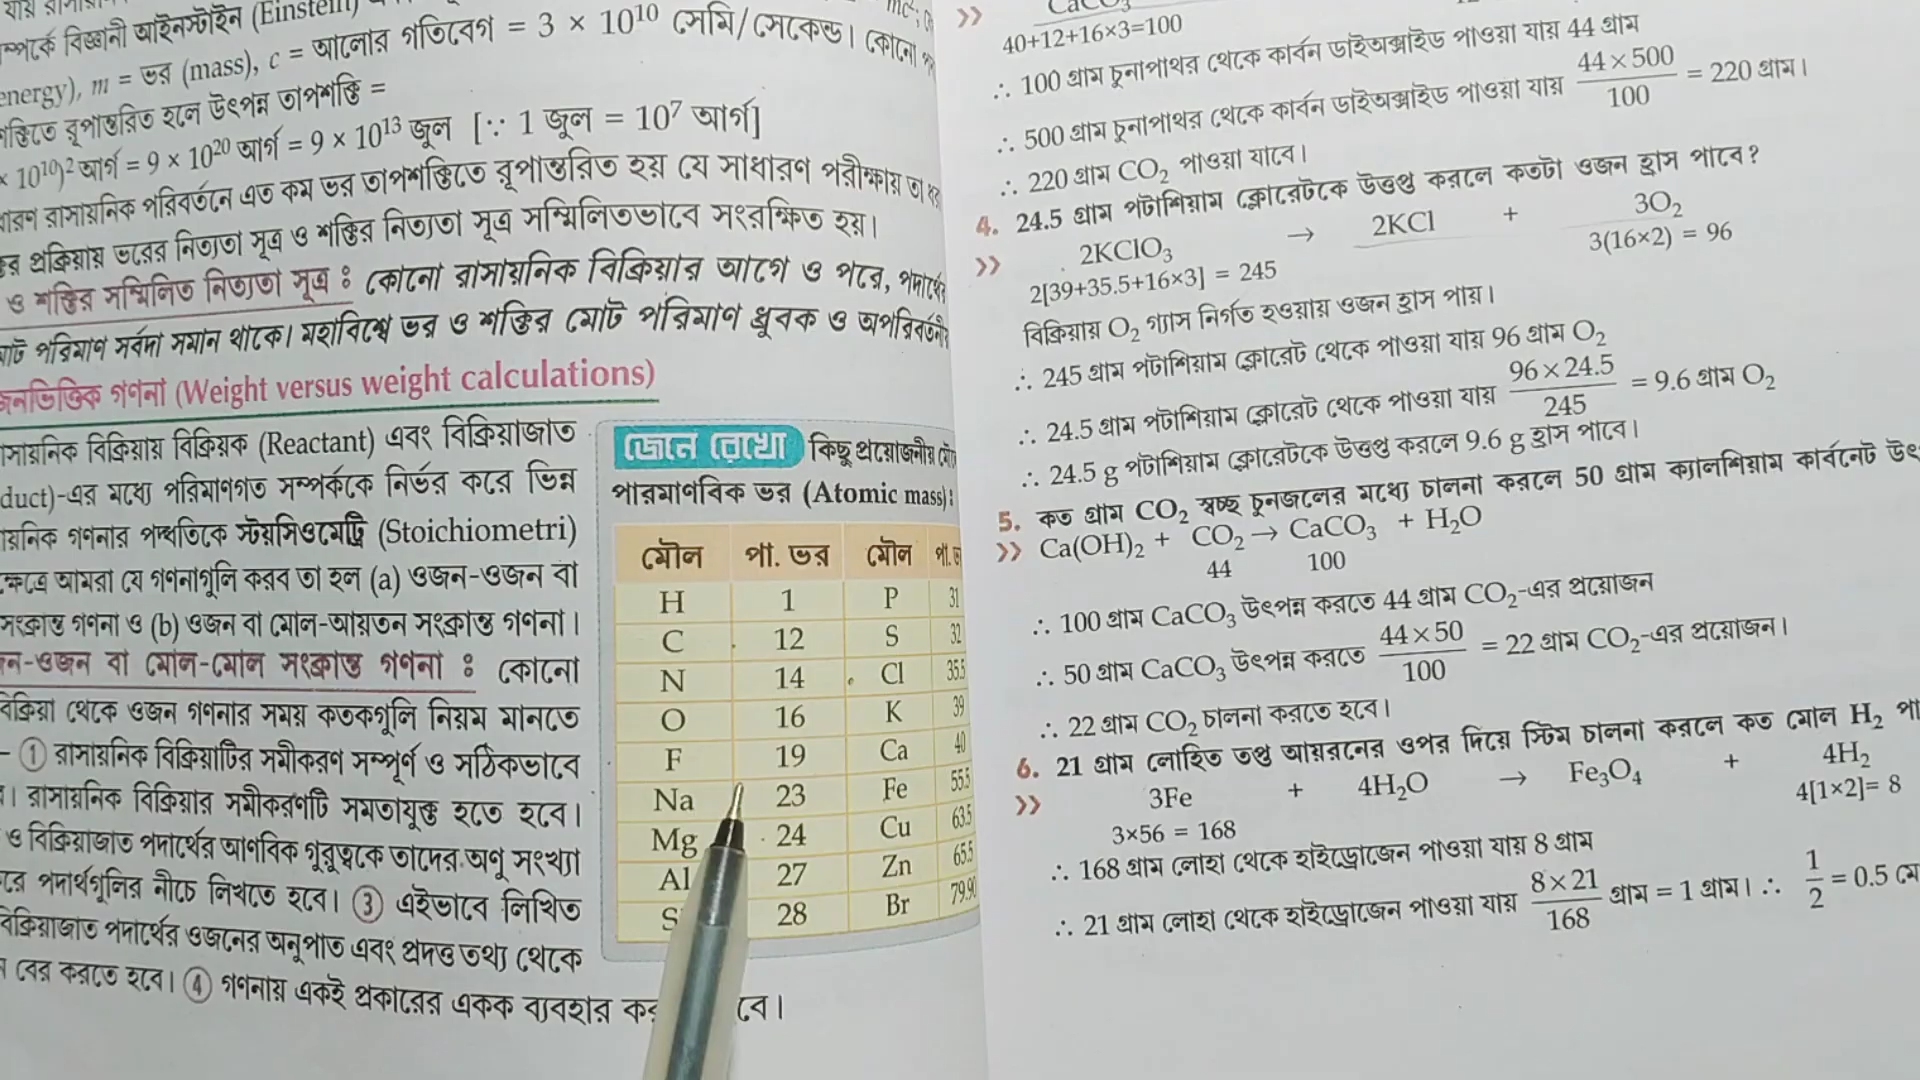 সম্পর্কে বিজ্ঞানী আইনস্টাইন (Einstein)
energy), m = ভর (mass), c = আলোর গতিবেগ = 3 × 10¹⁰ সেমি/সেকেন্ড। কোনো
শক্তিতে রূপান্তরিত হলে উৎপন্ন তাপশক্তি =
× 10¹⁰)² আর্গ = 9 × 10²⁰ আর্গ = 9 × 10¹³ জুল [∵ 1 জুল = 10⁷ আর্গ]
রাসায়নিক পরিবর্তনে এত কম ভর তাপশক্তিতে রূপান্তরিত হয় যে সাধারণ পরীক্ষায় তা
প্রক্রিয়ায় ভরের নিত্যতা সূত্র ও শক্তির নিত্যতা সূত্র সম্মিলিতভাবে সংরক্ষিত হয়।
ও শক্তির সম্মিলিত নিত্যতা সূত্র : কোনো রাসায়নিক বিক্রিয়ার আগে ও পরে,
পরিমাণ সর্বদা সমান থাকে। মহাবিশ্বে ভর ও শক্তির মোট পরিমাণ ধ্রুবক ও
গণনা (Weight versus weight calculations)
বিক্রিয়ায় বিক্রিয়ক (Reactant) এবং বিক্রিয়াজাত
duct)-এর মধ্যে পরিমাণগত সম্পর্ককে নির্ভর করে ভিন্ন
গণনার পদ্ধতিকে স্টয়সিওমেট্রি (Stoichiometri)
আমরা যে গণনাগুলি করব তা হল (a) ওজন-ওজন বা
সংক্রান্ত গণনা ও (b) ওজন বা মোল-আয়তন সংক্রান্ত গণনা।
-ওজন বা মোল-মোল সংক্রান্ত গণনা : কোনো
বিক্রিয়া থেকে ওজন গণনার সময় কতকগুলি নিয়ম মানতে
– ① রাসায়নিক বিক্রিয়াটির সমীকরণ সম্পূর্ণ ও সঠিকভাবে
। রাসায়নিক বিক্রিয়ার সমীকরণটি সমতাযুক্ত হতে হবে।
ও বিক্রিয়াজাত পদার্থের আণবিক গুরুত্বকে তাদের অণু সংখ্যা
পদার্থগুলির নীচে লিখতে হবে। ③ এইভাবে লিখিত
বিক্রিয়াজাত পদার্থের ওজনের অনুপাত এবং প্রদত্ত তথ্য থেকে
বের করতে হবে। ④ গণনায় একই প্রকারের একক ব্যবহার
জেনে রেখো কিছু প্রয়োজনীয়
পারমাণবিক ভর (Atomic mass) :
মৌল পা. ভর মৌল
H 1 P 31
C 12 S 32
N 14 Cl 35.5
O 16 K 39
F 19 Ca 40
Na 23 Fe 55.5
Mg 24 Cu 63.5
Al 27 Zn 65.5
28 Br 79.90
CaCO₃
40+12+16×3=100
∴ 100 গ্রাম চুনাপাথর থেকে কার্বন ডাইঅক্সাইড পাওয়া যায় 44 গ্রাম
∴ 500 গ্রাম চুনাপাথর থেকে কার্বন ডাইঅক্সাইড পাওয়া যায় 44 × 500 / 100 = 220 গ্রাম।
∴ 220 গ্রাম CO₂ পাওয়া যাবে।
4. 24.5 গ্রাম পটাশিয়াম ক্লোরেটকে উত্তপ্ত করলে কতটা ওজন হ্রাস পাবে?
2KClO₃ → 2KCl + 3O₂
2[39+35.5+16×3] = 245 3(16×2) = 96
বিক্রিয়ায় O₂ গ্যাস নির্গত হওয়ায় ওজন হ্রাস পায়।
∴ 245 গ্রাম পটাশিয়াম ক্লোরেট থেকে পাওয়া যায় 96 গ্রাম O₂
∴ 24.5 গ্রাম পটাশিয়াম ক্লোরেট থেকে পাওয়া যায় 96 × 24.5 / 245 = 9.6 গ্রাম O₂
∴ 24.5 g পটাশিয়াম ক্লোরেটকে উত্তপ্ত করলে 9.6 g হ্রাস পাবে।
5. কত গ্রাম CO₂ স্বচ্ছ চুনজলের মধ্যে চালনা করলে 50 গ্রাম ক্যালশিয়াম কার্বনেট
Ca(OH)₂ + CO₂ → CaCO₃ + H₂O
44 100
∴ 100 গ্রাম CaCO₃ উৎপন্ন করতে 44 গ্রাম CO₂-এর প্রয়োজন
∴ 50 গ্রাম CaCO₃ উৎপন্ন করতে 44 × 50 / 100 = 22 গ্রাম CO₂-এর প্রয়োজন।
∴ 22 গ্রাম CO₂ চালনা করতে হবে।
6. 21 গ্রাম লোহিত তপ্ত আয়রনের ওপর দিয়ে স্টিম চালনা করলে কত মোল H₂
3Fe + 4H₂O → Fe₃O₄ + 4H₂
3×56 = 168 4[1×2]= 8
∴ 168 গ্রাম লোহা থেকে হাইড্রোজেন পাওয়া যায় 8 গ্রাম
∴ 21 গ্রাম লোহা থেকে হাইড্রোজেন পাওয়া যায় 8 × 21 / 168 গ্রাম = 1 গ্রাম। ∴ 1 / 2 = 0.5